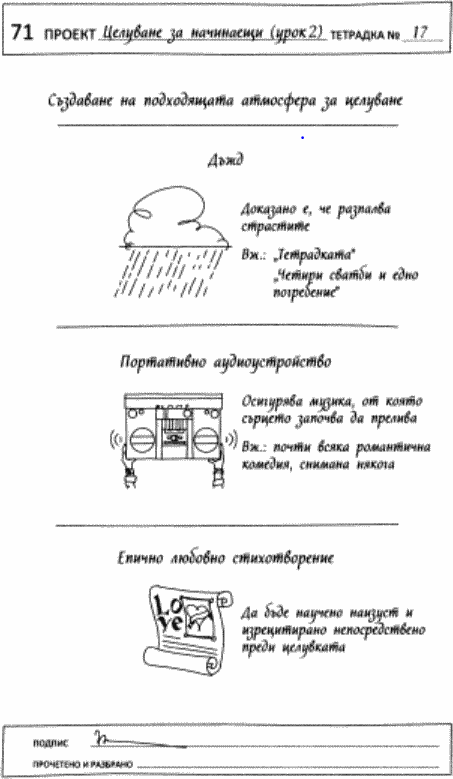 71 ПРОЕКТ Целуване за начинаещи (урок 2) ТЕТРАДКА № 17
Създаване на подходящата атмосфера за целуване
Дъжд
Доказано е, че разпалва
страстите
Вж.: „Тетрадката“
„Четири сватби и едно
погребение“
Портативно аудиоустройство
Осигурява музика, от която
сърцето започва да прелива
Вж.: почти всяка романтична
комедия, снимана някога
Епично любовно стихотворение
Lo
ve
Да бъде научено наизуст и
изрецитирано непосредствено
преди целувката
ПОДПИС
ПРОЧЕТЕНО И РАЗБРАНО